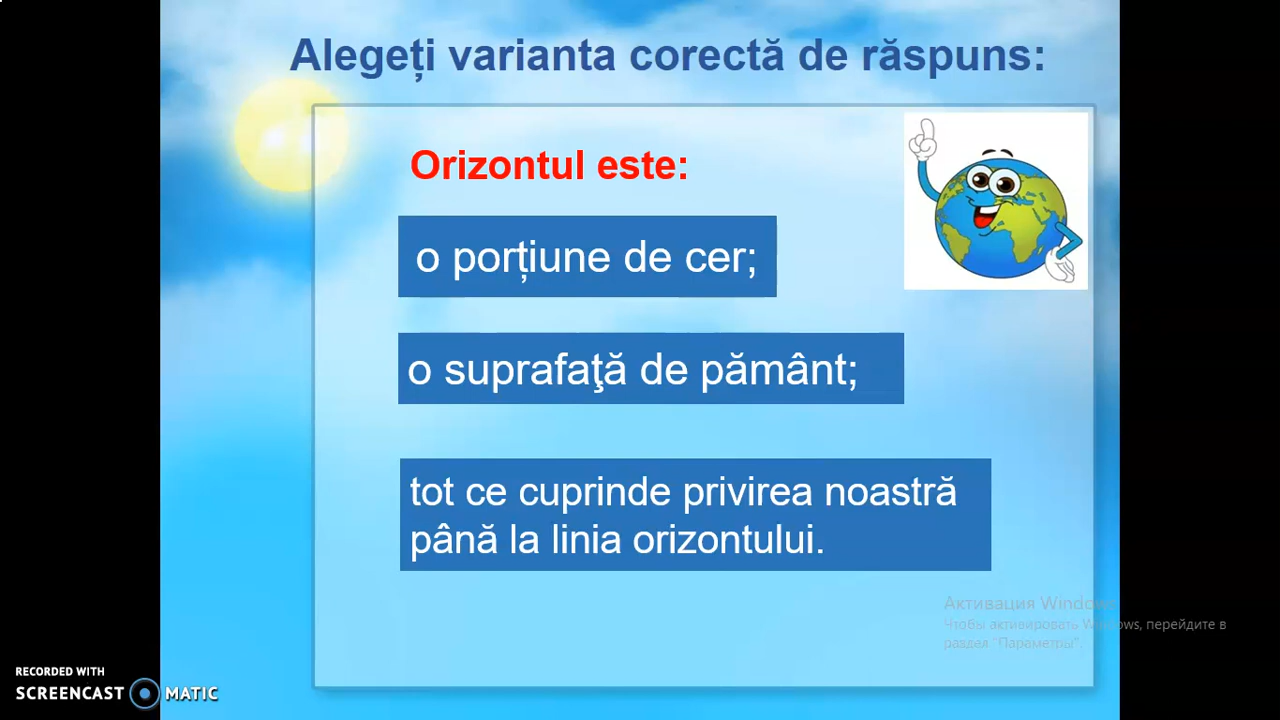 Alegeți varianta corectă de răspuns:
Orizontul este:
o porțiune de cer;
o suprafaţă de pământ;
tot ce cuprinde privirea noastră
până la linia orizontului.
Активация Windows
Чтобы активировать Windows, перейдите в
раздел "Параметры".
RECORDED WITH
SCREENCAST MATIC